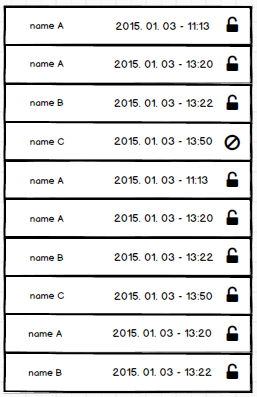 name A 2015. 01. 03 - 11:13
name A 2015. 01. 03 - 13:20
name B 2015. 01. 03 - 13:22
name C 2015. 01. 03 - 13:50
name A 2015. 01. 03 - 11:13
name A 2015. 01. 03 - 13:20
name B 2015. 01. 03 - 13:22
name C 2015. 01. 03 - 13:50
name A 2015. 01. 03 - 13:20
name B 2015. 01. 03 - 13:22